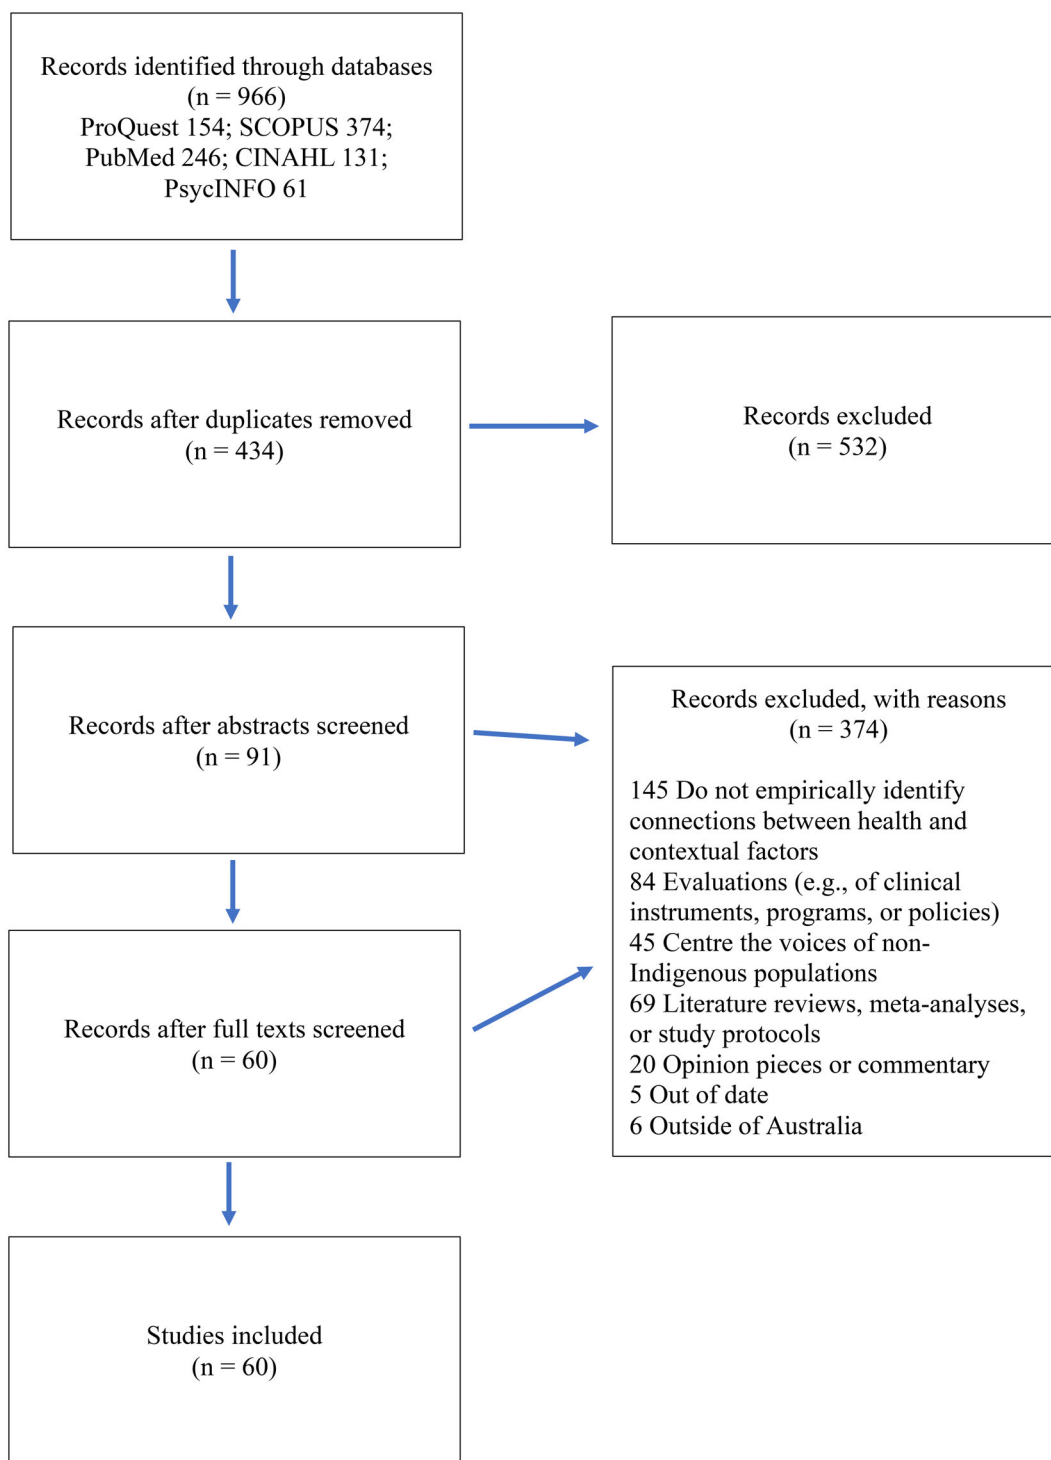 Records identified through databases
(n = 966)
ProQuest 154; SCOPUS 374;
PubMed 246; CINAHL 131;
PsycINFO 61
Records after duplicates removed
(n = 434)
Records excluded
(n = 532)
Records after abstracts screened
(n = 91)
Records excluded, with reasons
(n = 374)
145 Do not empirically identify
connections between health and
contextual factors
84 Evaluations (e.g., of clinical
instruments, programs, or policies)
45 Centre the voices of non-
Indigenous populations
69 Literature reviews, meta-analyses,
or study protocols
20 Opinion pieces or commentary
5 Out of date
6 Outside of Australia
Records after full texts screened
(n = 60)
Studies included
(n = 60)